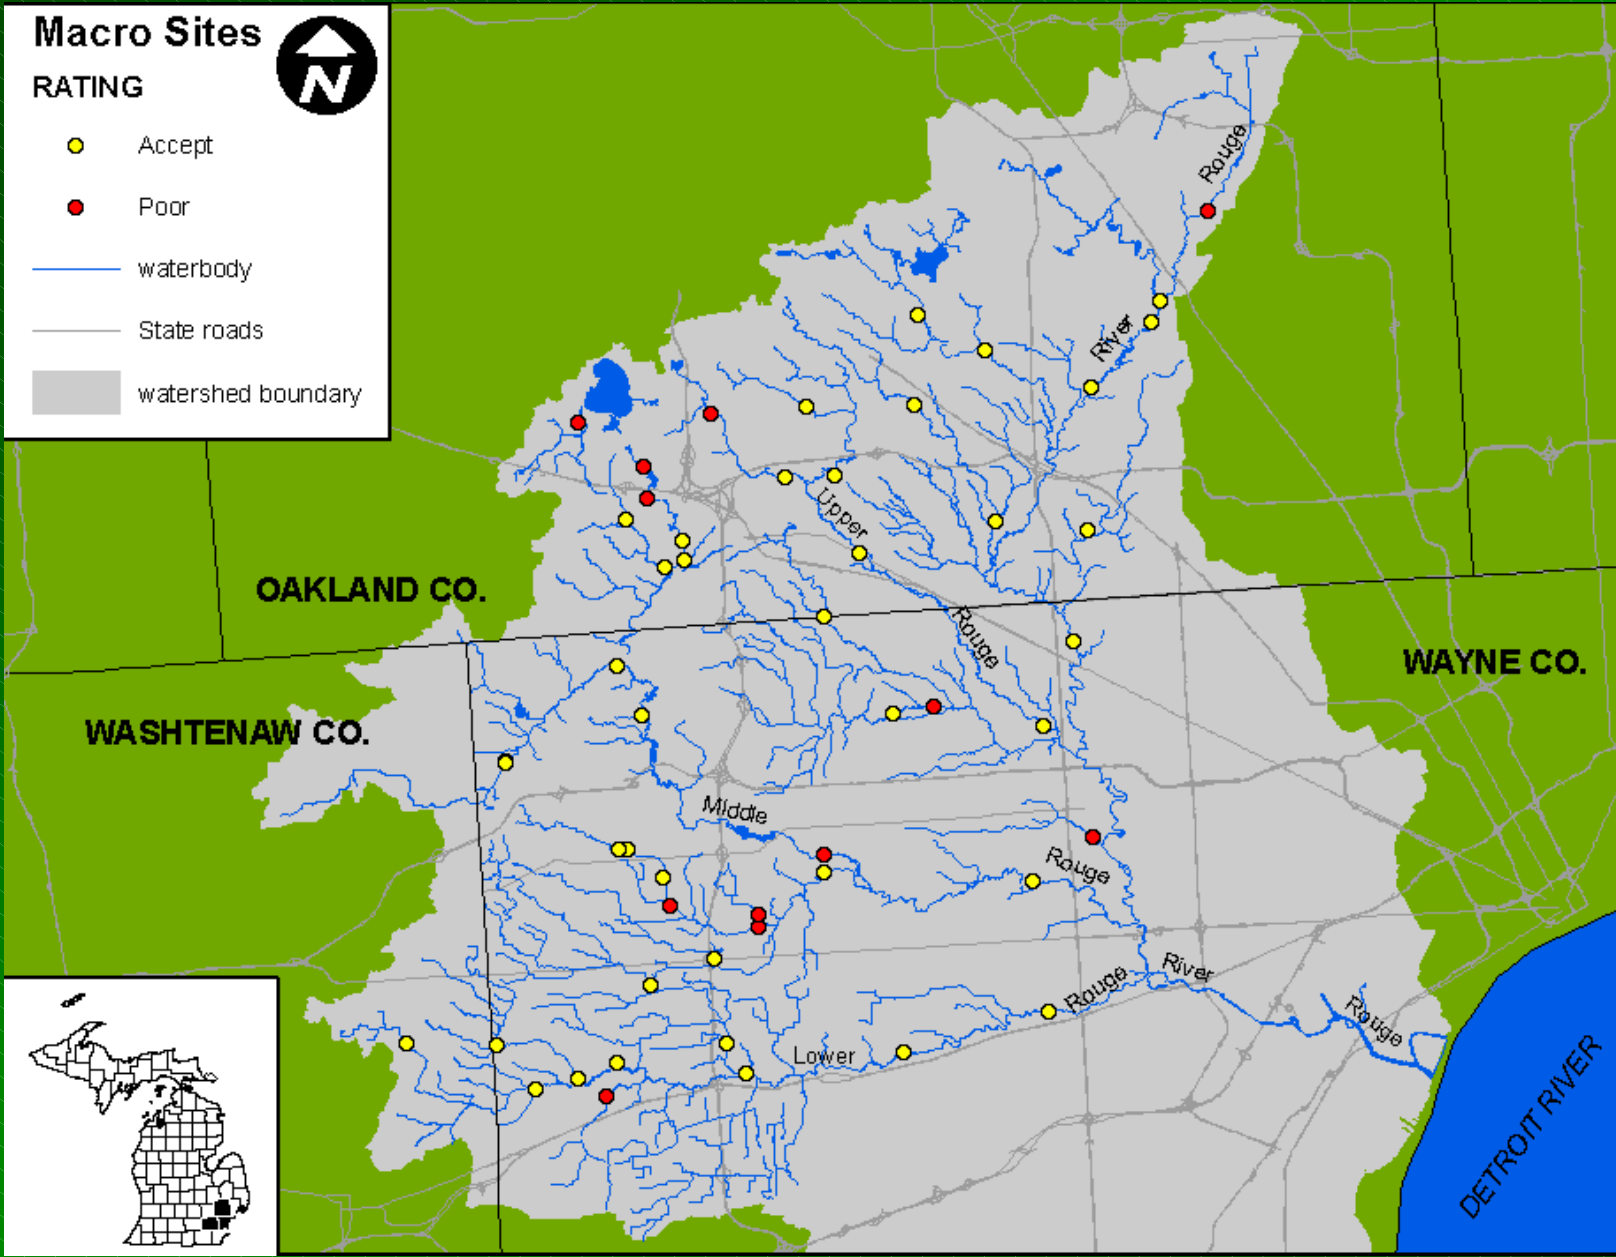 Macro Sites
N
RATING
Accept
Poor
waterbody
State roads
watershed boundary
Rouge
River
Upper
OAKLAND CO.
Rouge
WAYNE CO.
WASHTENAW CO.
MIddle
Rouge
Rouge
River
Rouge
Lower
DETROIT RIVER